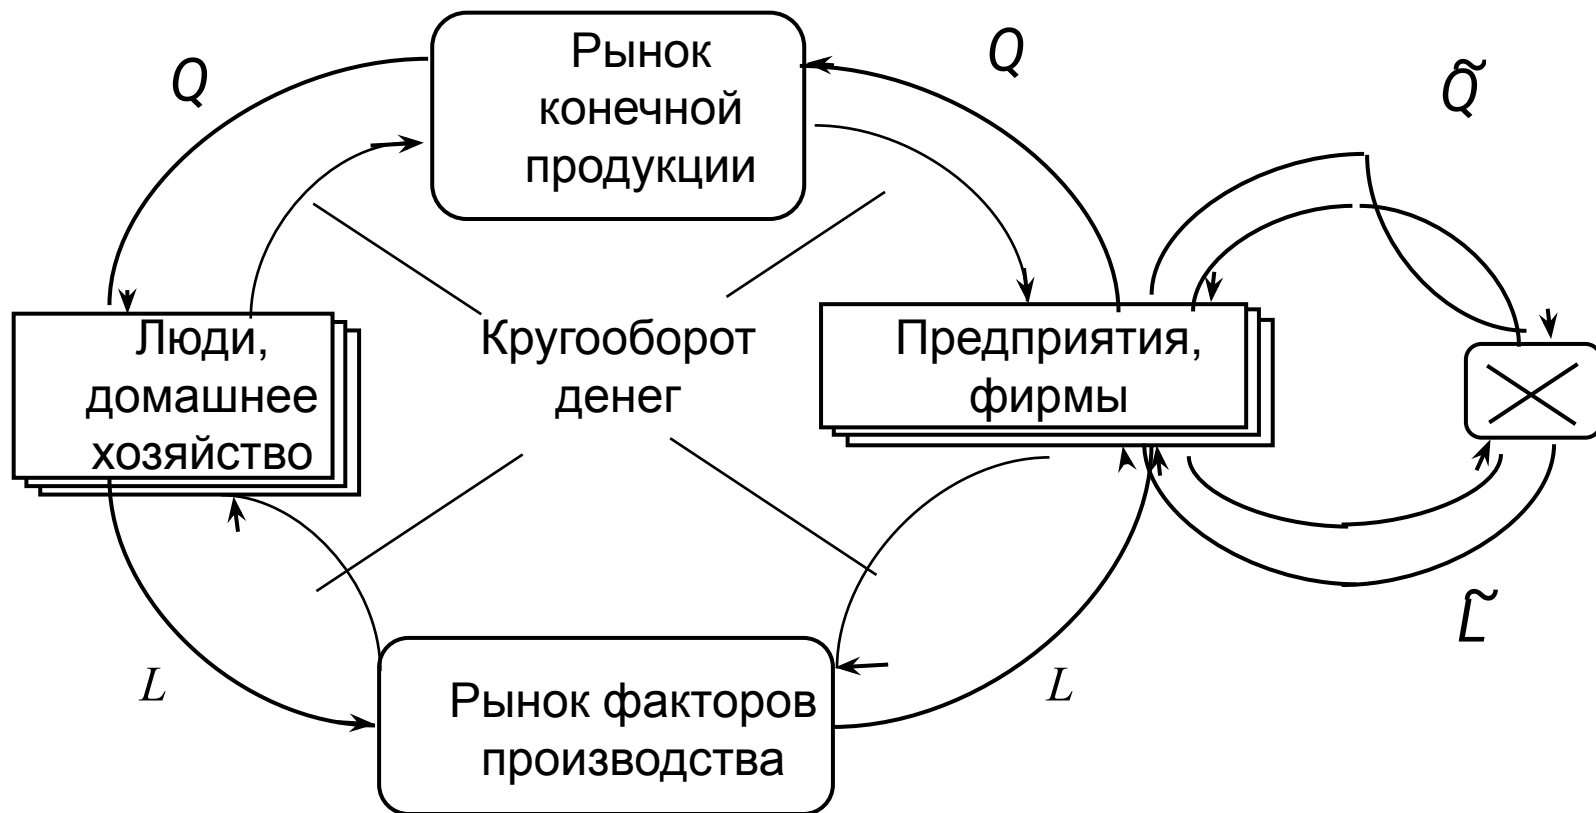 Рынок
конечной
продукции
Q
Q
Q̃
Люди,
домашнее
хозяйство
Кругооборот
денег
Предприятия,
фирмы
L
L
L̃
Рынок факторов
производства